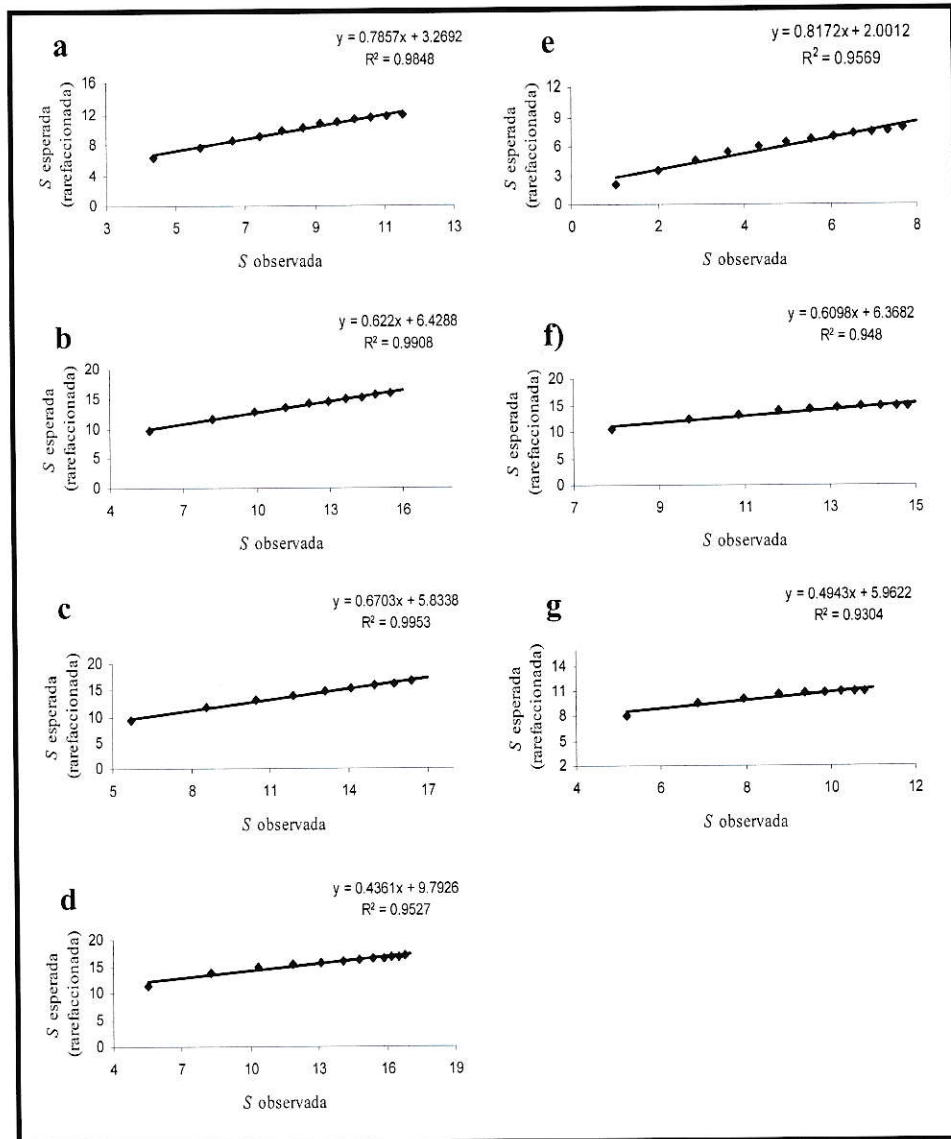 a
y = 0.7857x + 3.2692
R² = 0.9848
S esperada
(rarefaccionada)
16
12
8
4
0
3 5 7 9 11 13
S observada
b
y = 0.622x + 6.4288
R² = 0.9908
S esperada
(rarefaccionada)
20
15
10
5
0
4 7 10 13 16
S observada
c
y = 0.6703x + 5.8338
R² = 0.9953
S esperada
(rarefaccionada)
20
15
10
5
0
5 8 11 14 17
S observada
d
y = 0.4361x + 9.7926
R² = 0.9527
S esperada
(rarefaccionada)
20
15
10
5
0
4 7 10 13 16 19
S observada
e
y = 0.8172x + 2.0012
R² = 0.9569
S esperada
(rarefaccionada)
12
9
6
3
0
0 2 4 6 8
S observada
f)
y = 0.6098x + 6.3682
R² = 0.948
S esperada
(rarefaccionada)
20
15
10
5
0
7 9 11 13 15
S observada
g
y = 0.4943x + 5.9622
R² = 0.9304
S esperada
(rarefaccionada)
14
11
8
5
2
4 6 8 10 12
S observada